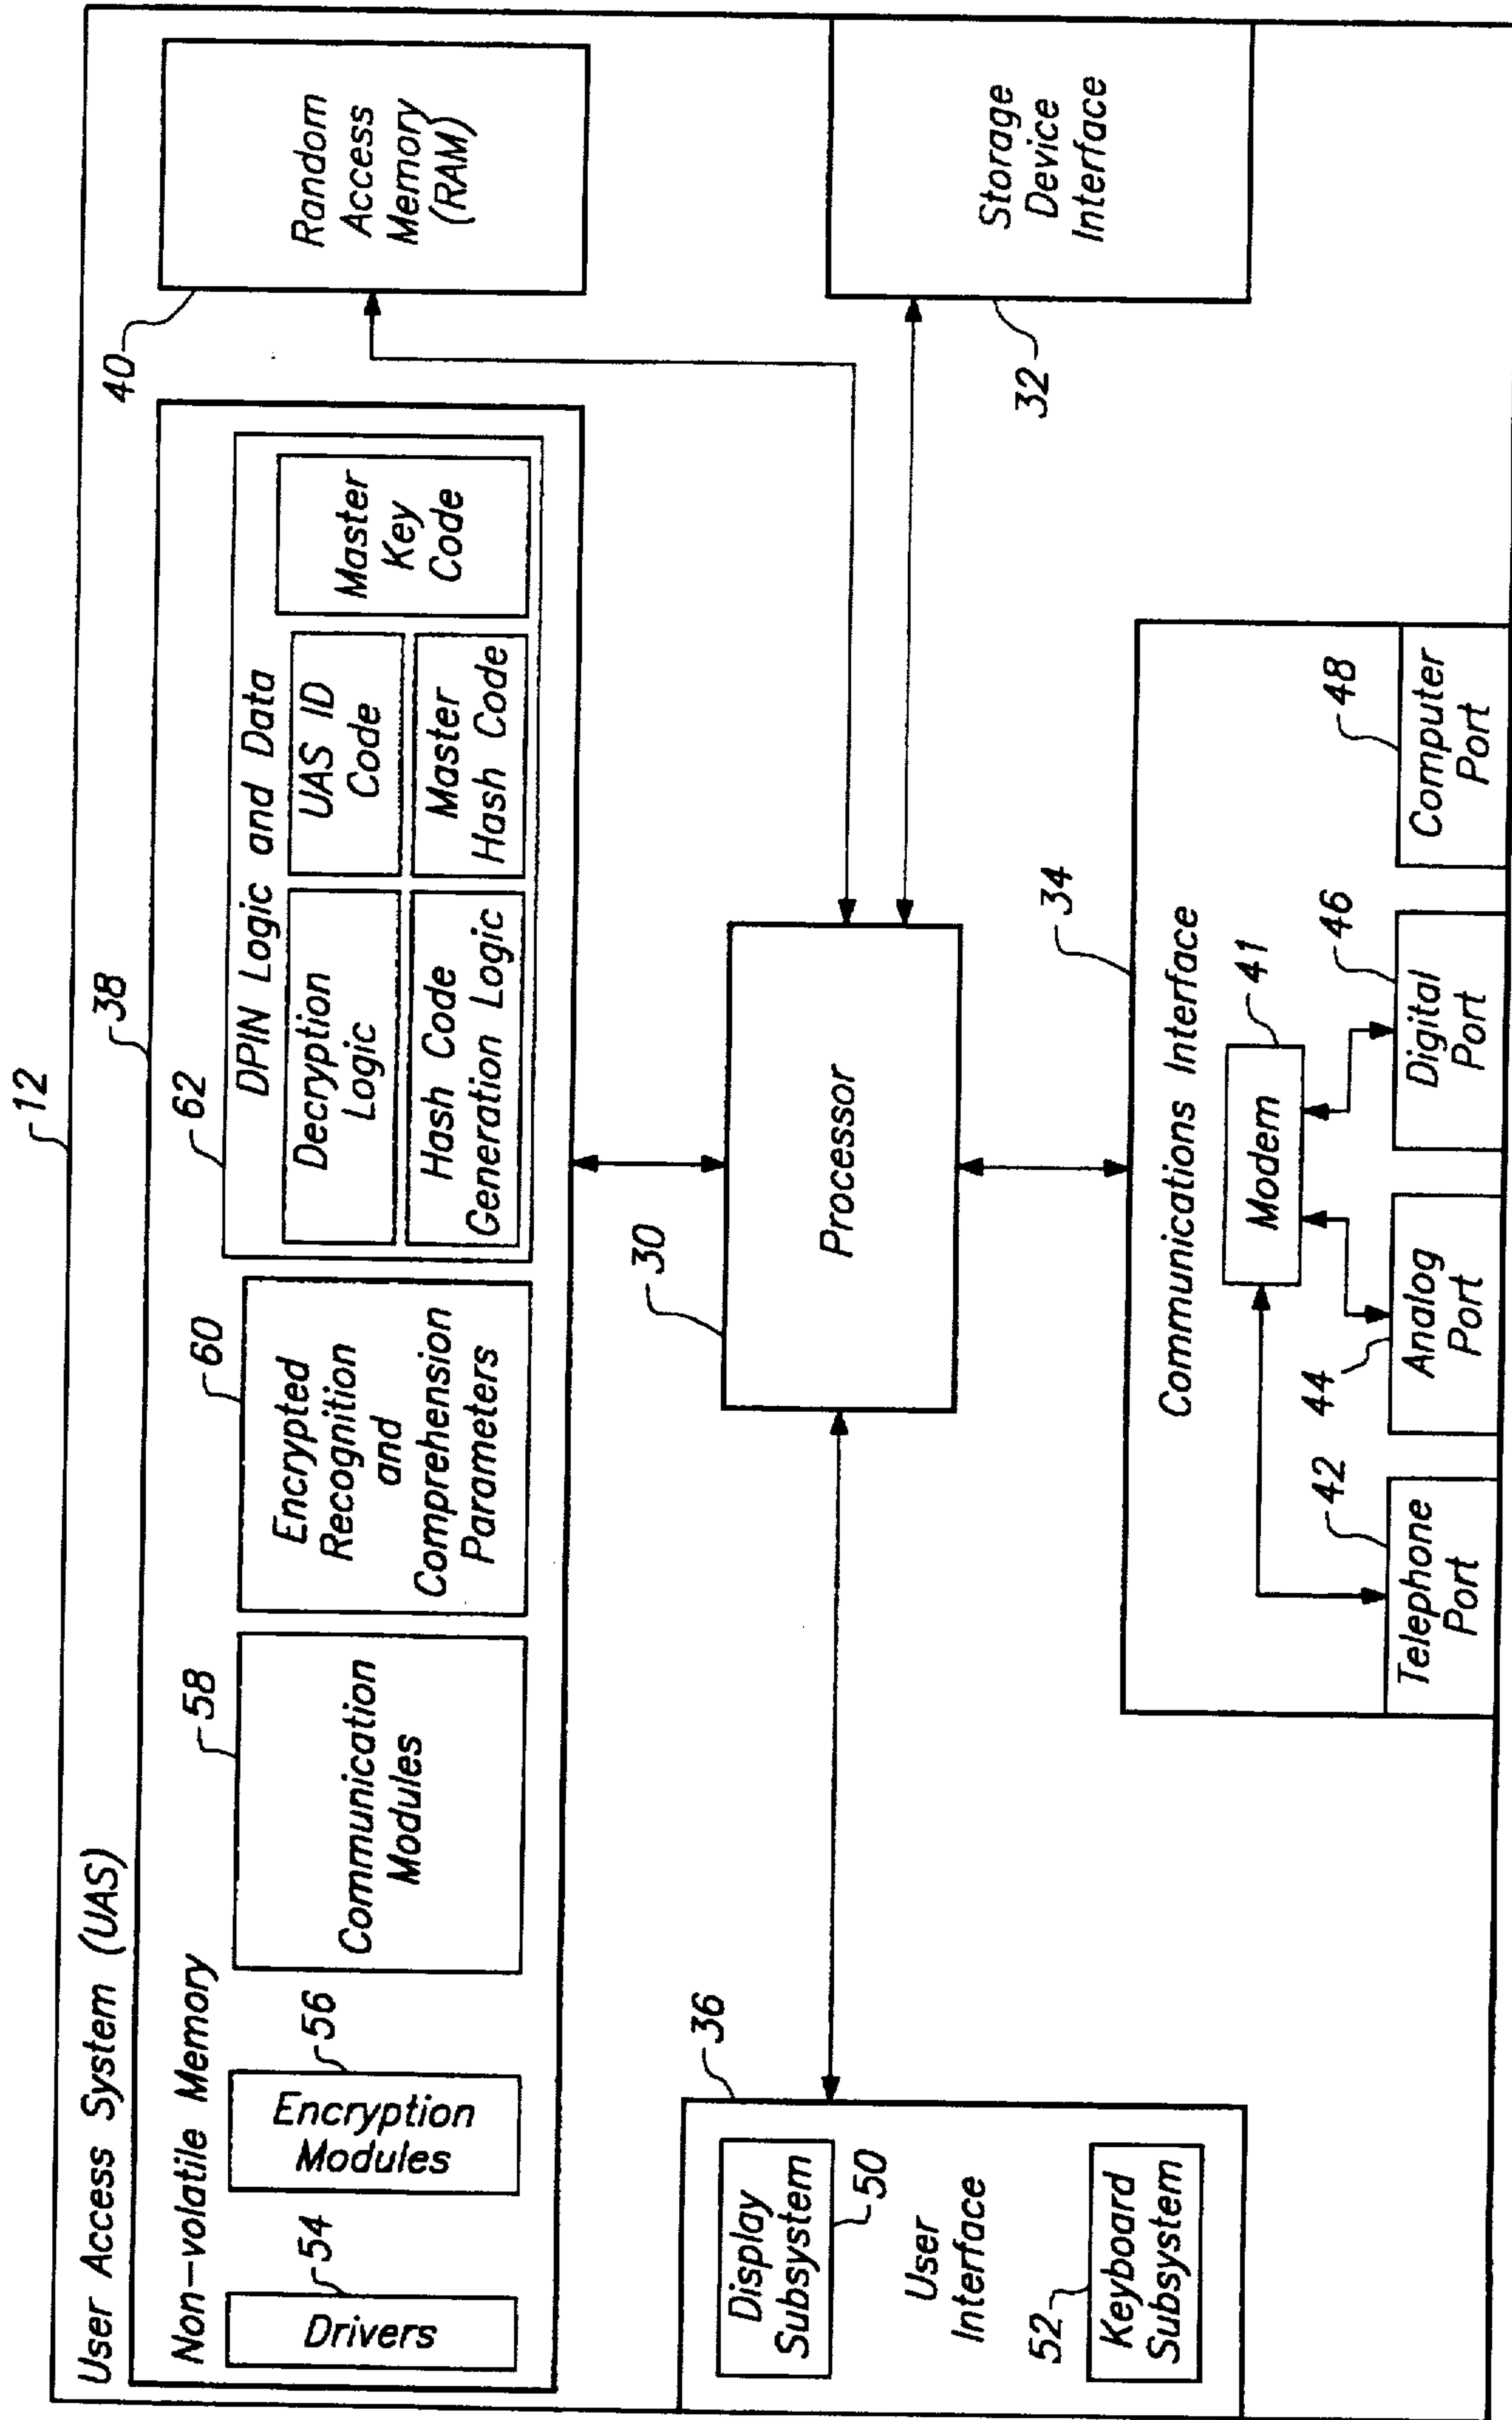 12
User Access System (UAS)
38
Non-volatile Memory
54
Drivers
56
Encryption
Modules
58
Communication
Modules
60
Encrypted
Recognition
and
Comprehension
Parameters
62
DPIN Logic and Data
Decryption
Logic
UAS ID
Code
Hash Code
Generation Logic
Master
Hash Code
Master
Key
Code
40
Random
Access
Memory
(RAM)
36
Display
Subsystem
50
User
Interface
52
Keyboard
Subsystem
30
Processor
32
Storage
Device
Interface
34
Communications Interface
41
Modem
42
Telephone
Port
44
Analog
Port
46
Digital
Port
48
Computer
Port